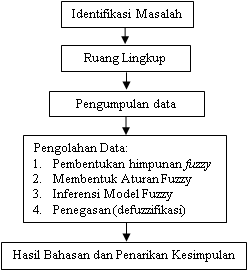 Identifikasi Masalah
Ruang Lingkup
Pengumpulan data
Pengolahan Data:
1. Pembentukan himpunan fuzzy
2. Membentuk Aturan Fuzzy
3. Inferensi Model Fuzzy
4. Penegasan (defuzzifikasi)
Hasil Bahasan dan Penarikan Kesimpulan